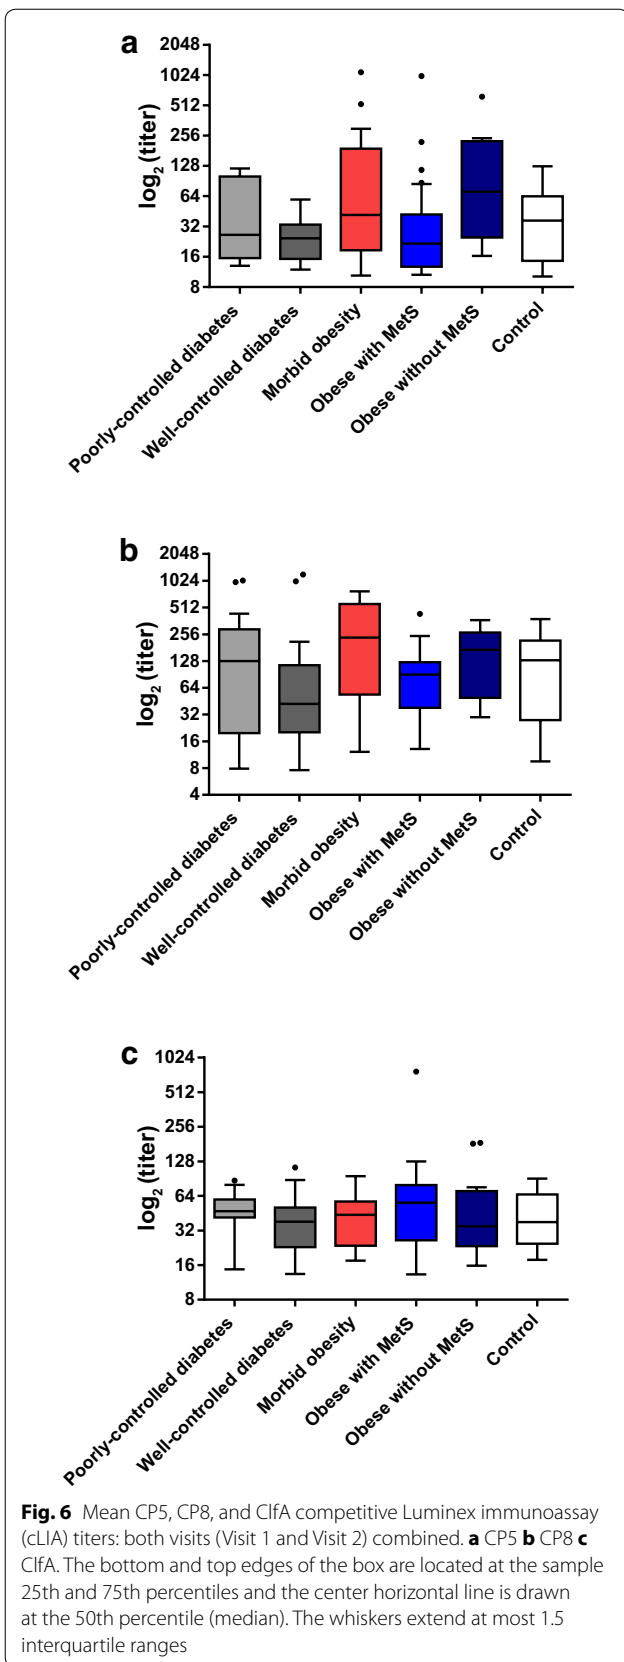 a
log2 (titer)
2048
1024
512
256
128
64
32
16
8
Poorly-controlled diabetes
Well-controlled diabetes
Morbid obesity
Obese with MetS
Obese without MetS
Control
b
log2 (titer)
2048
1024
512
256
128
64
32
16
8
4
Poorly-controlled diabetes
Well-controlled diabetes
Morbid obesity
Obese with MetS
Obese without MetS
Control
c
log2 (titer)
1024
512
256
128
64
32
16
8
Poorly-controlled diabetes
Well-controlled diabetes
Morbid obesity
Obese with MetS
Obese without MetS
Control
Fig. 6 Mean CP5, CP8, and ClfA competitive Luminex immunoassay
(cLIA) titers: both visits (Visit 1 and Visit 2) combined. a CP5 b CP8 c
ClfA. The bottom and top edges of the box are located at the sample
25th and 75th percentiles and the center horizontal line is drawn
at the 50th percentile (median). The whiskers extend at most 1.5
interquartile ranges